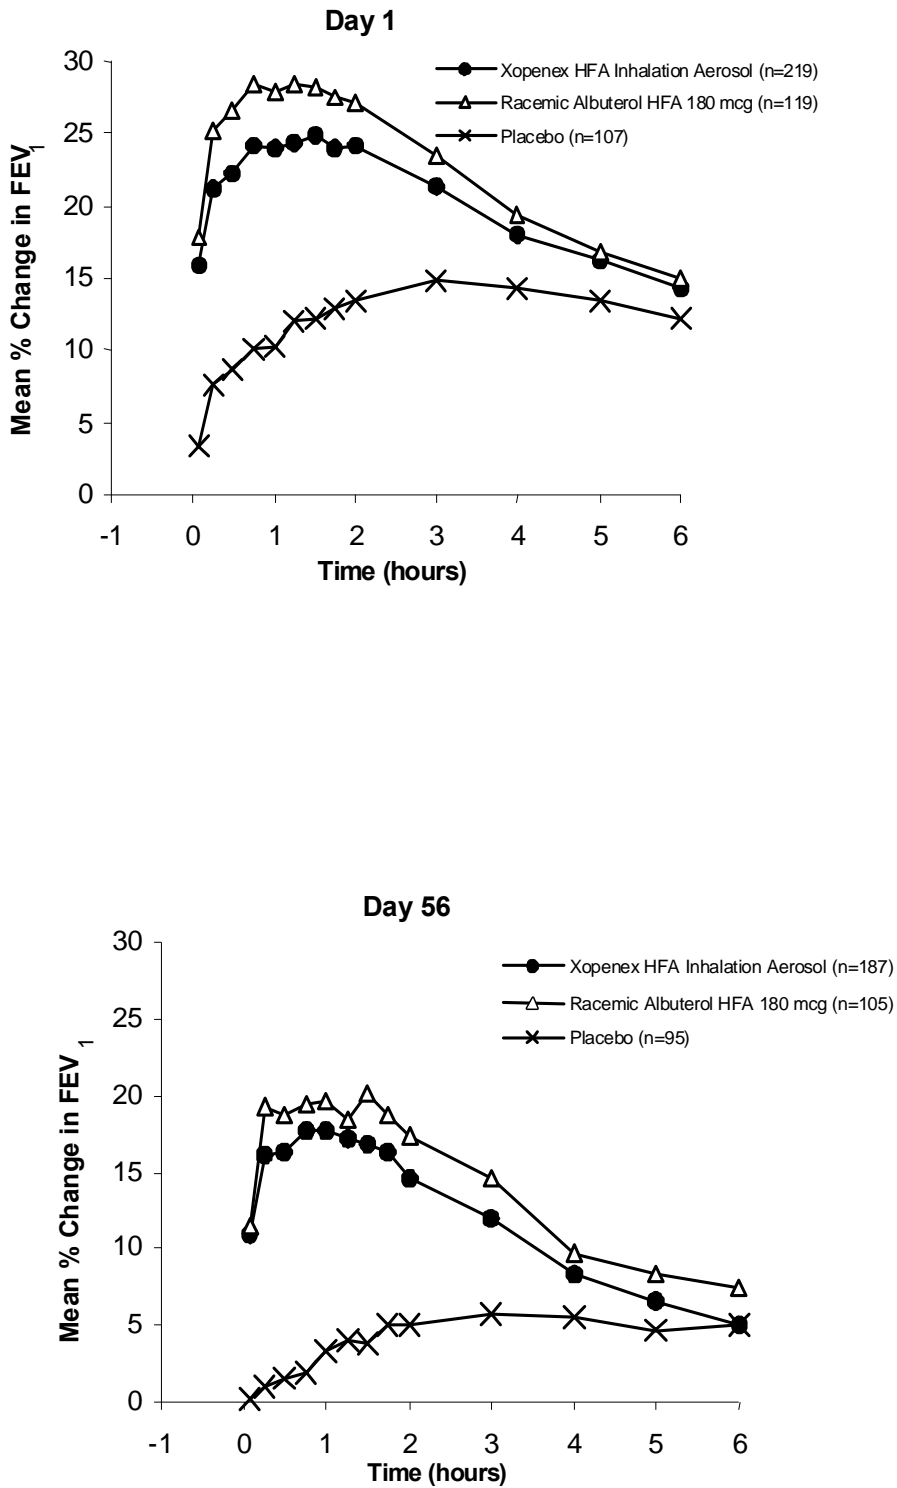 Day 1
30
25
20
15
10
5
0
Mean % Change in FEV1
Xopenex HFA Inhalation Aerosol (n=219)
Racemic Albuterol HFA 180 mcg (n=119)
Placebo (n=107)
-1 0 1 2 3 4 5 6
Time (hours)
Day 56
30
25
20
15
10
5
0
Mean % Change in FEV 1
Xopenex HFA Inhalation Aerosol (n=187)
Racemic Albuterol HFA 180 mcg (n=105)
Placebo (n=95)
-1 0 1 2 3 4 5 6
Time (hours)